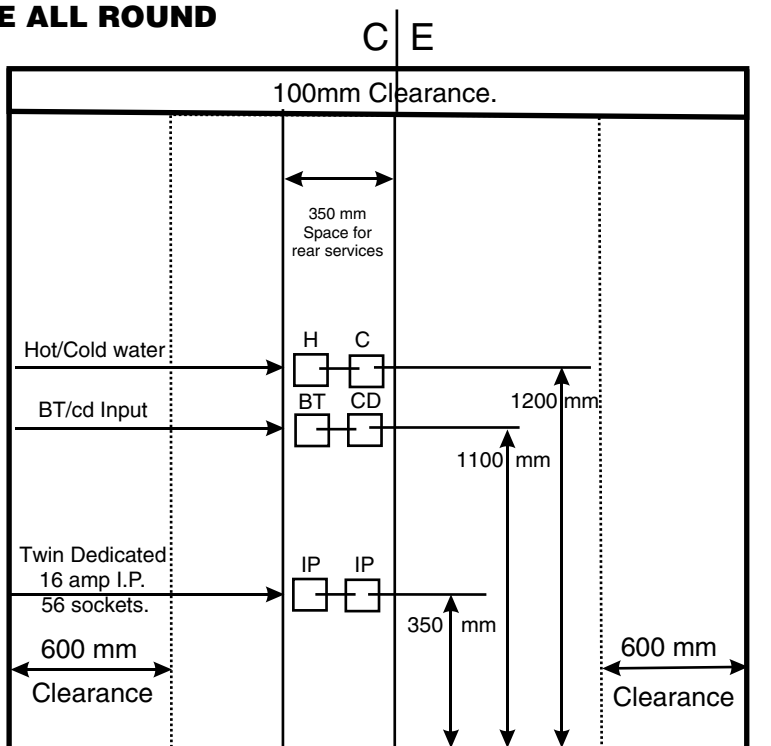 E ALL ROUND
C E
100mm Clearance.
350 mm
Space for
rear services
H C
Hot/Cold water
BT CD
1200 mm
BT/cd Input
1100 mm
Twin Dedicated
16 amp I.P.
56 sockets.
IP IP
350 mm
600 mm
Clearance
600 mm
Clearance